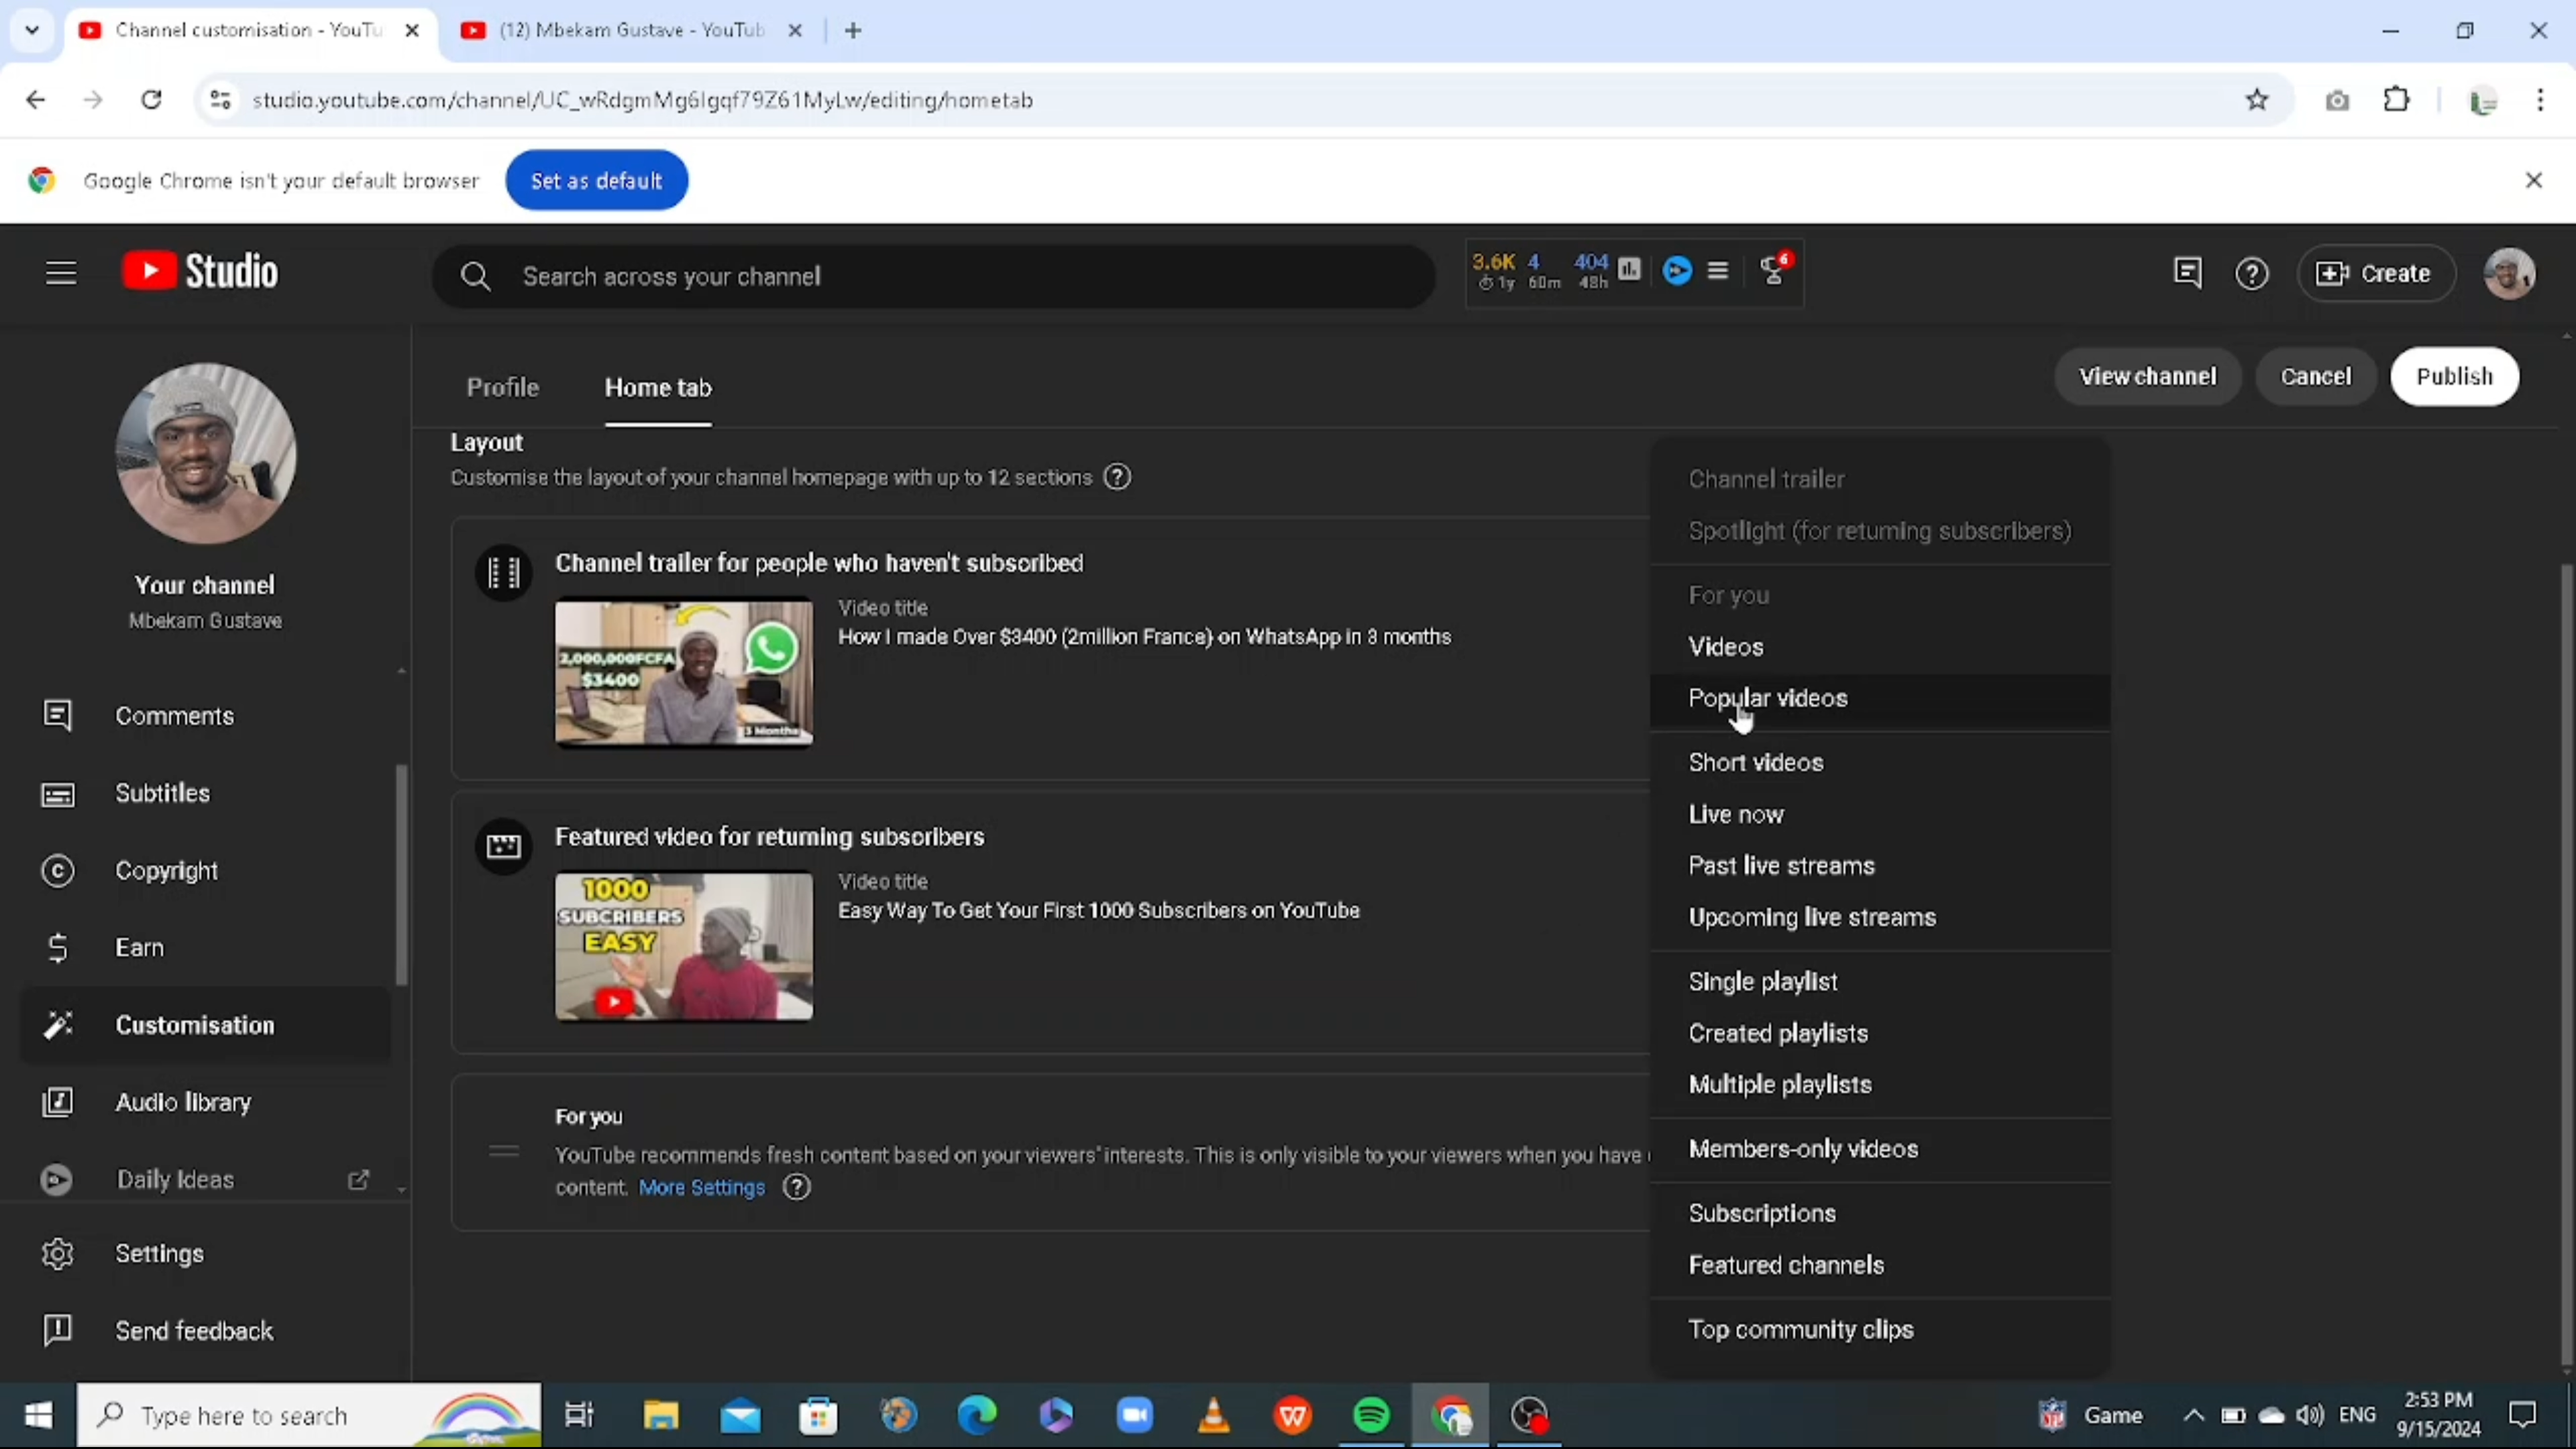 Channel customisation - YouTu
(12) Mbekam Gustave - YouTub
studio.youtube.com/channel/UC_wRdgmMg6Igqf79Z61MyLw/editing/hometab
Google Chrome isn't your default browser
Set as default
Studio
Search across your channel
3.6K 4 404
1y 60m 48h
6
Create
Your channel
Mbekam Gustave
Comments
Subtitles
Copyright
Earn
Customisation
Audio library
Daily Ideas
Settings
Send feedback
Profile
Home tab
View channel
Cancel
Publish
Layout
Customise the layout of your channel homepage with up to 12 sections
Channel trailer for people who haven't subscribed
2,000,000FCFA
$3400
3 Months
Video title
How I made Over $3400 (2million France) on WhatsApp in 3 months
Featured video for returning subscribers
1000
SUBCRIBERS
EASY
Video title
Easy Way To Get Your First 1000 Subscribers on YouTube
For you
YouTube recommends fresh content based on your viewers' interests. This is only visible to your viewers when you have
content. More Settings
Channel trailer
Spotlight (for returning subscribers)
For you
Videos
Popular videos
Short videos
Live now
Past live streams
Upcoming live streams
Single playlist
Created playlists
Multiple playlists
Members-only videos
Subscriptions
Featured channels
Top community clips
Type here to search
Game
ENG
2:53 PM
9/15/2024